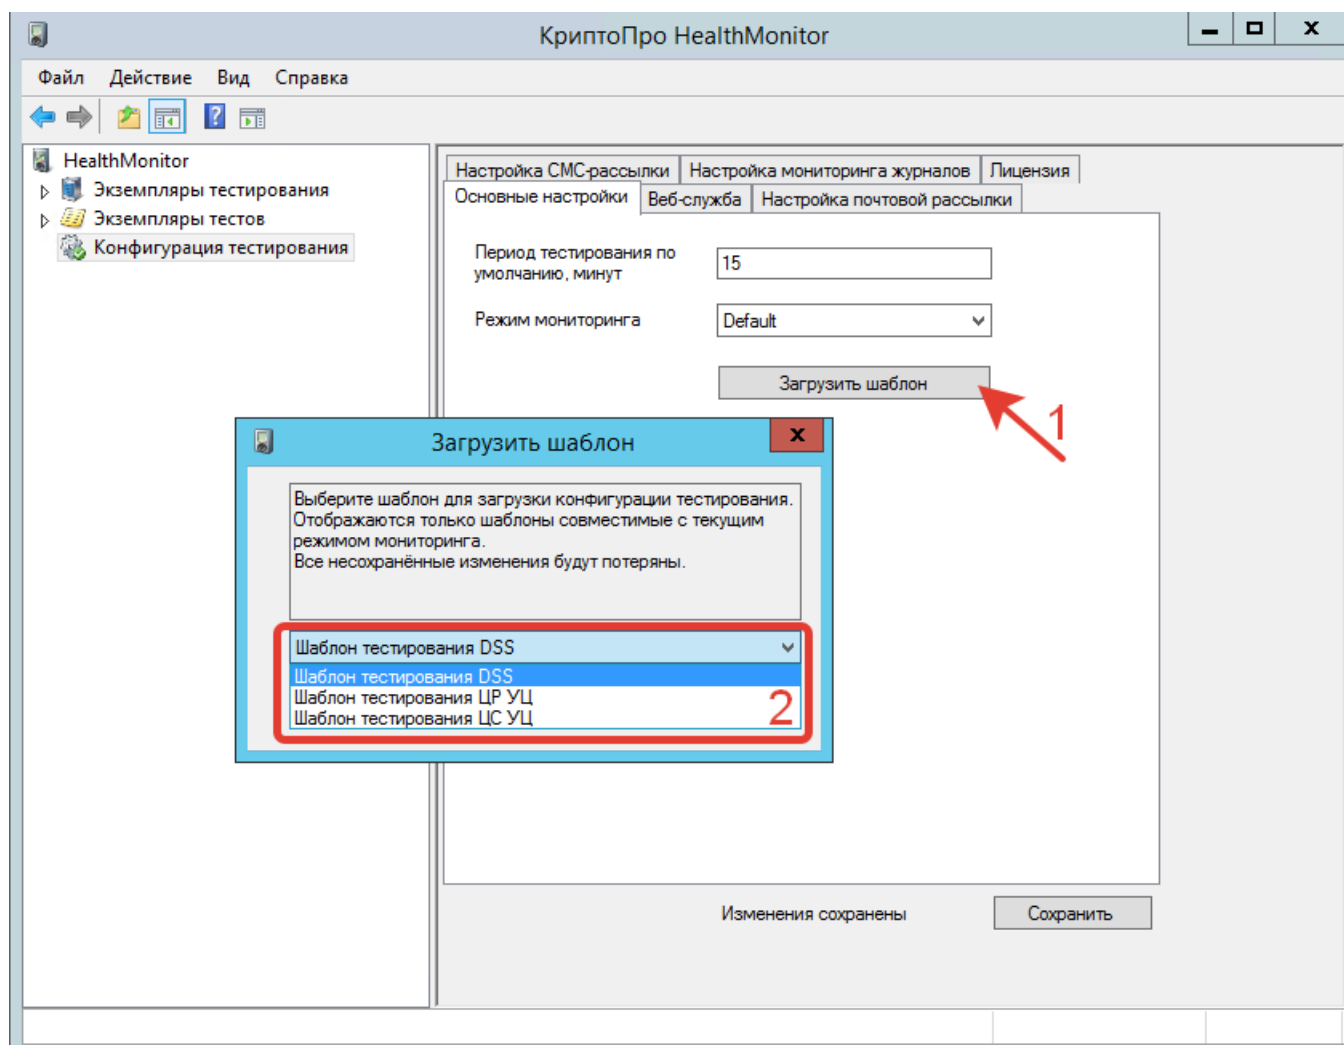 КриптоПро HealthMonitor
Файл Действие Вид Справка
HealthMonitor
Экземпляры тестирования
Экземпляры тестов
Конфигурация тестирования
Настройка СМС-рассылки Настройка мониторинга журналов Лицензия
Основные настройки Веб-служба Настройка почтовой рассылки
Период тестирования по
умолчанию, минут
15
Режим мониторинга
Default
Загрузить шаблон
1
Загрузить шаблон
Выберите шаблон для загрузки конфигурации тестирования.
Отображаются только шаблоны совместимые с текущим
режимом мониторинга.
Все несохранённые изменения будут потеряны.
Шаблон тестирования DSS
Шаблон тестирования DSS
Шаблон тестирования ЦР УЦ
Шаблон тестирования ЦС УЦ
2
Изменения сохранены
Сохранить